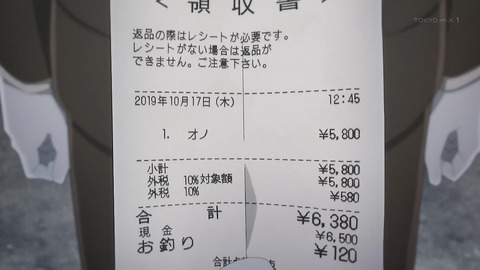 TOKYO MX1
< 領収書 >
返品の際はレシートが必要です。
レシートがない場合は返品が
できません。ご注意下さい。
2019年10月17日(木) 12:45
1. オノ ¥5,800
小計 ¥5,800
外税 10%対象額 ¥5,800
外税 10% ¥580
合計 ¥6,380
現金 ¥6,500
お釣り ¥120
合計